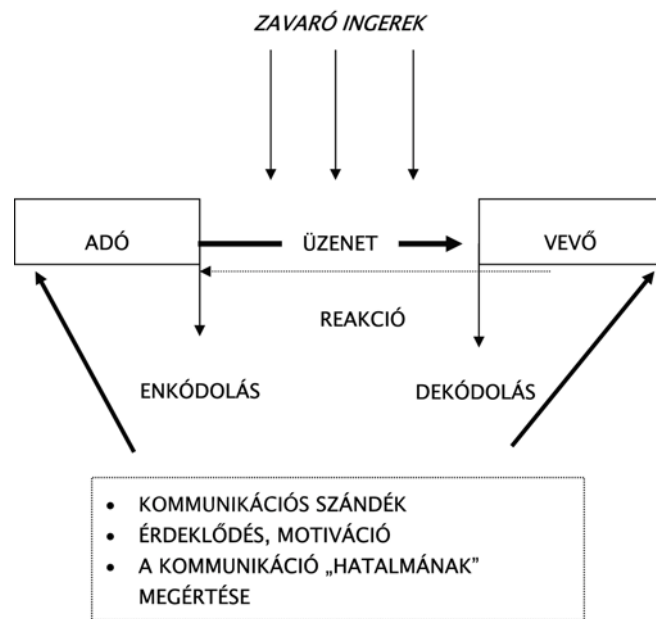 ZAVARÓ INGEREK
ADÓ
ÜZENET
VEVŐ
REAKCIÓ
ENKÓDOLÁS
DEKÓDOLÁS
• KOMMUNIKÁCIÓS SZÁNDÉK
• ÉRDEKLŐDÉS, MOTIVÁCIÓ
• A KOMMUNIKÁCIÓ „HATALMÁNAK”
MEGÉRTÉSE